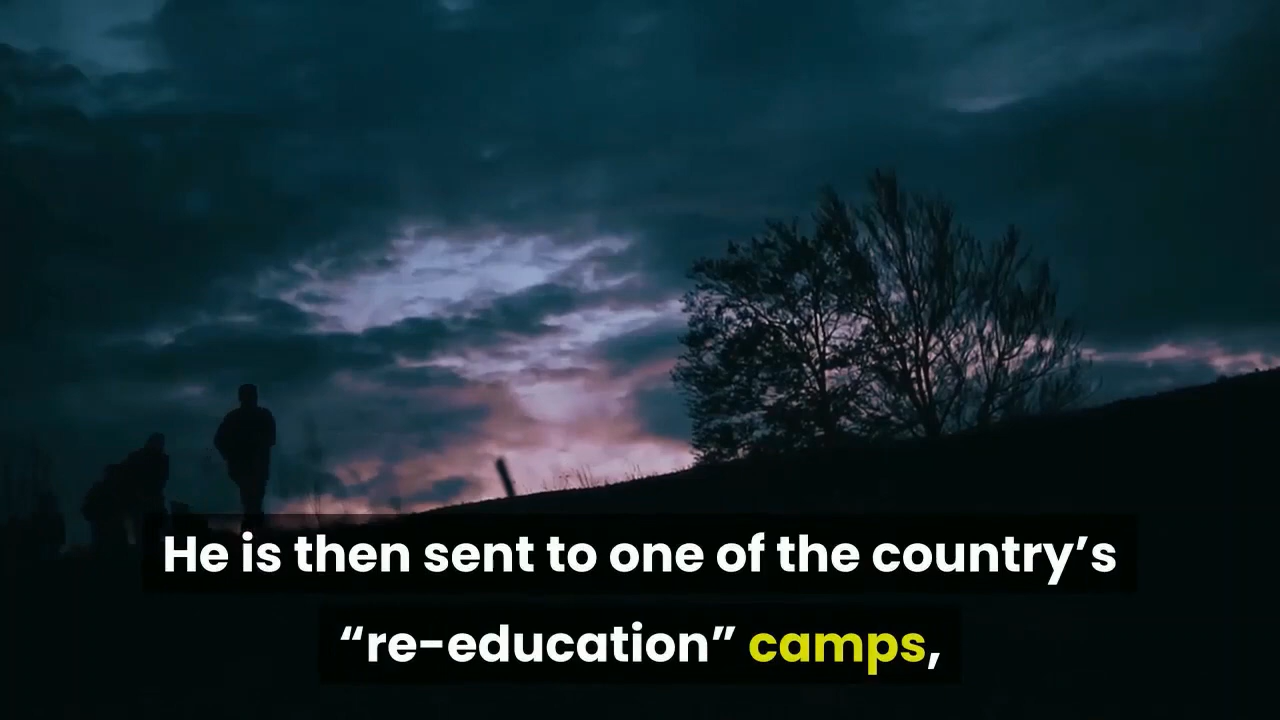 He is then sent to one of the country’s
“re-education” camps,